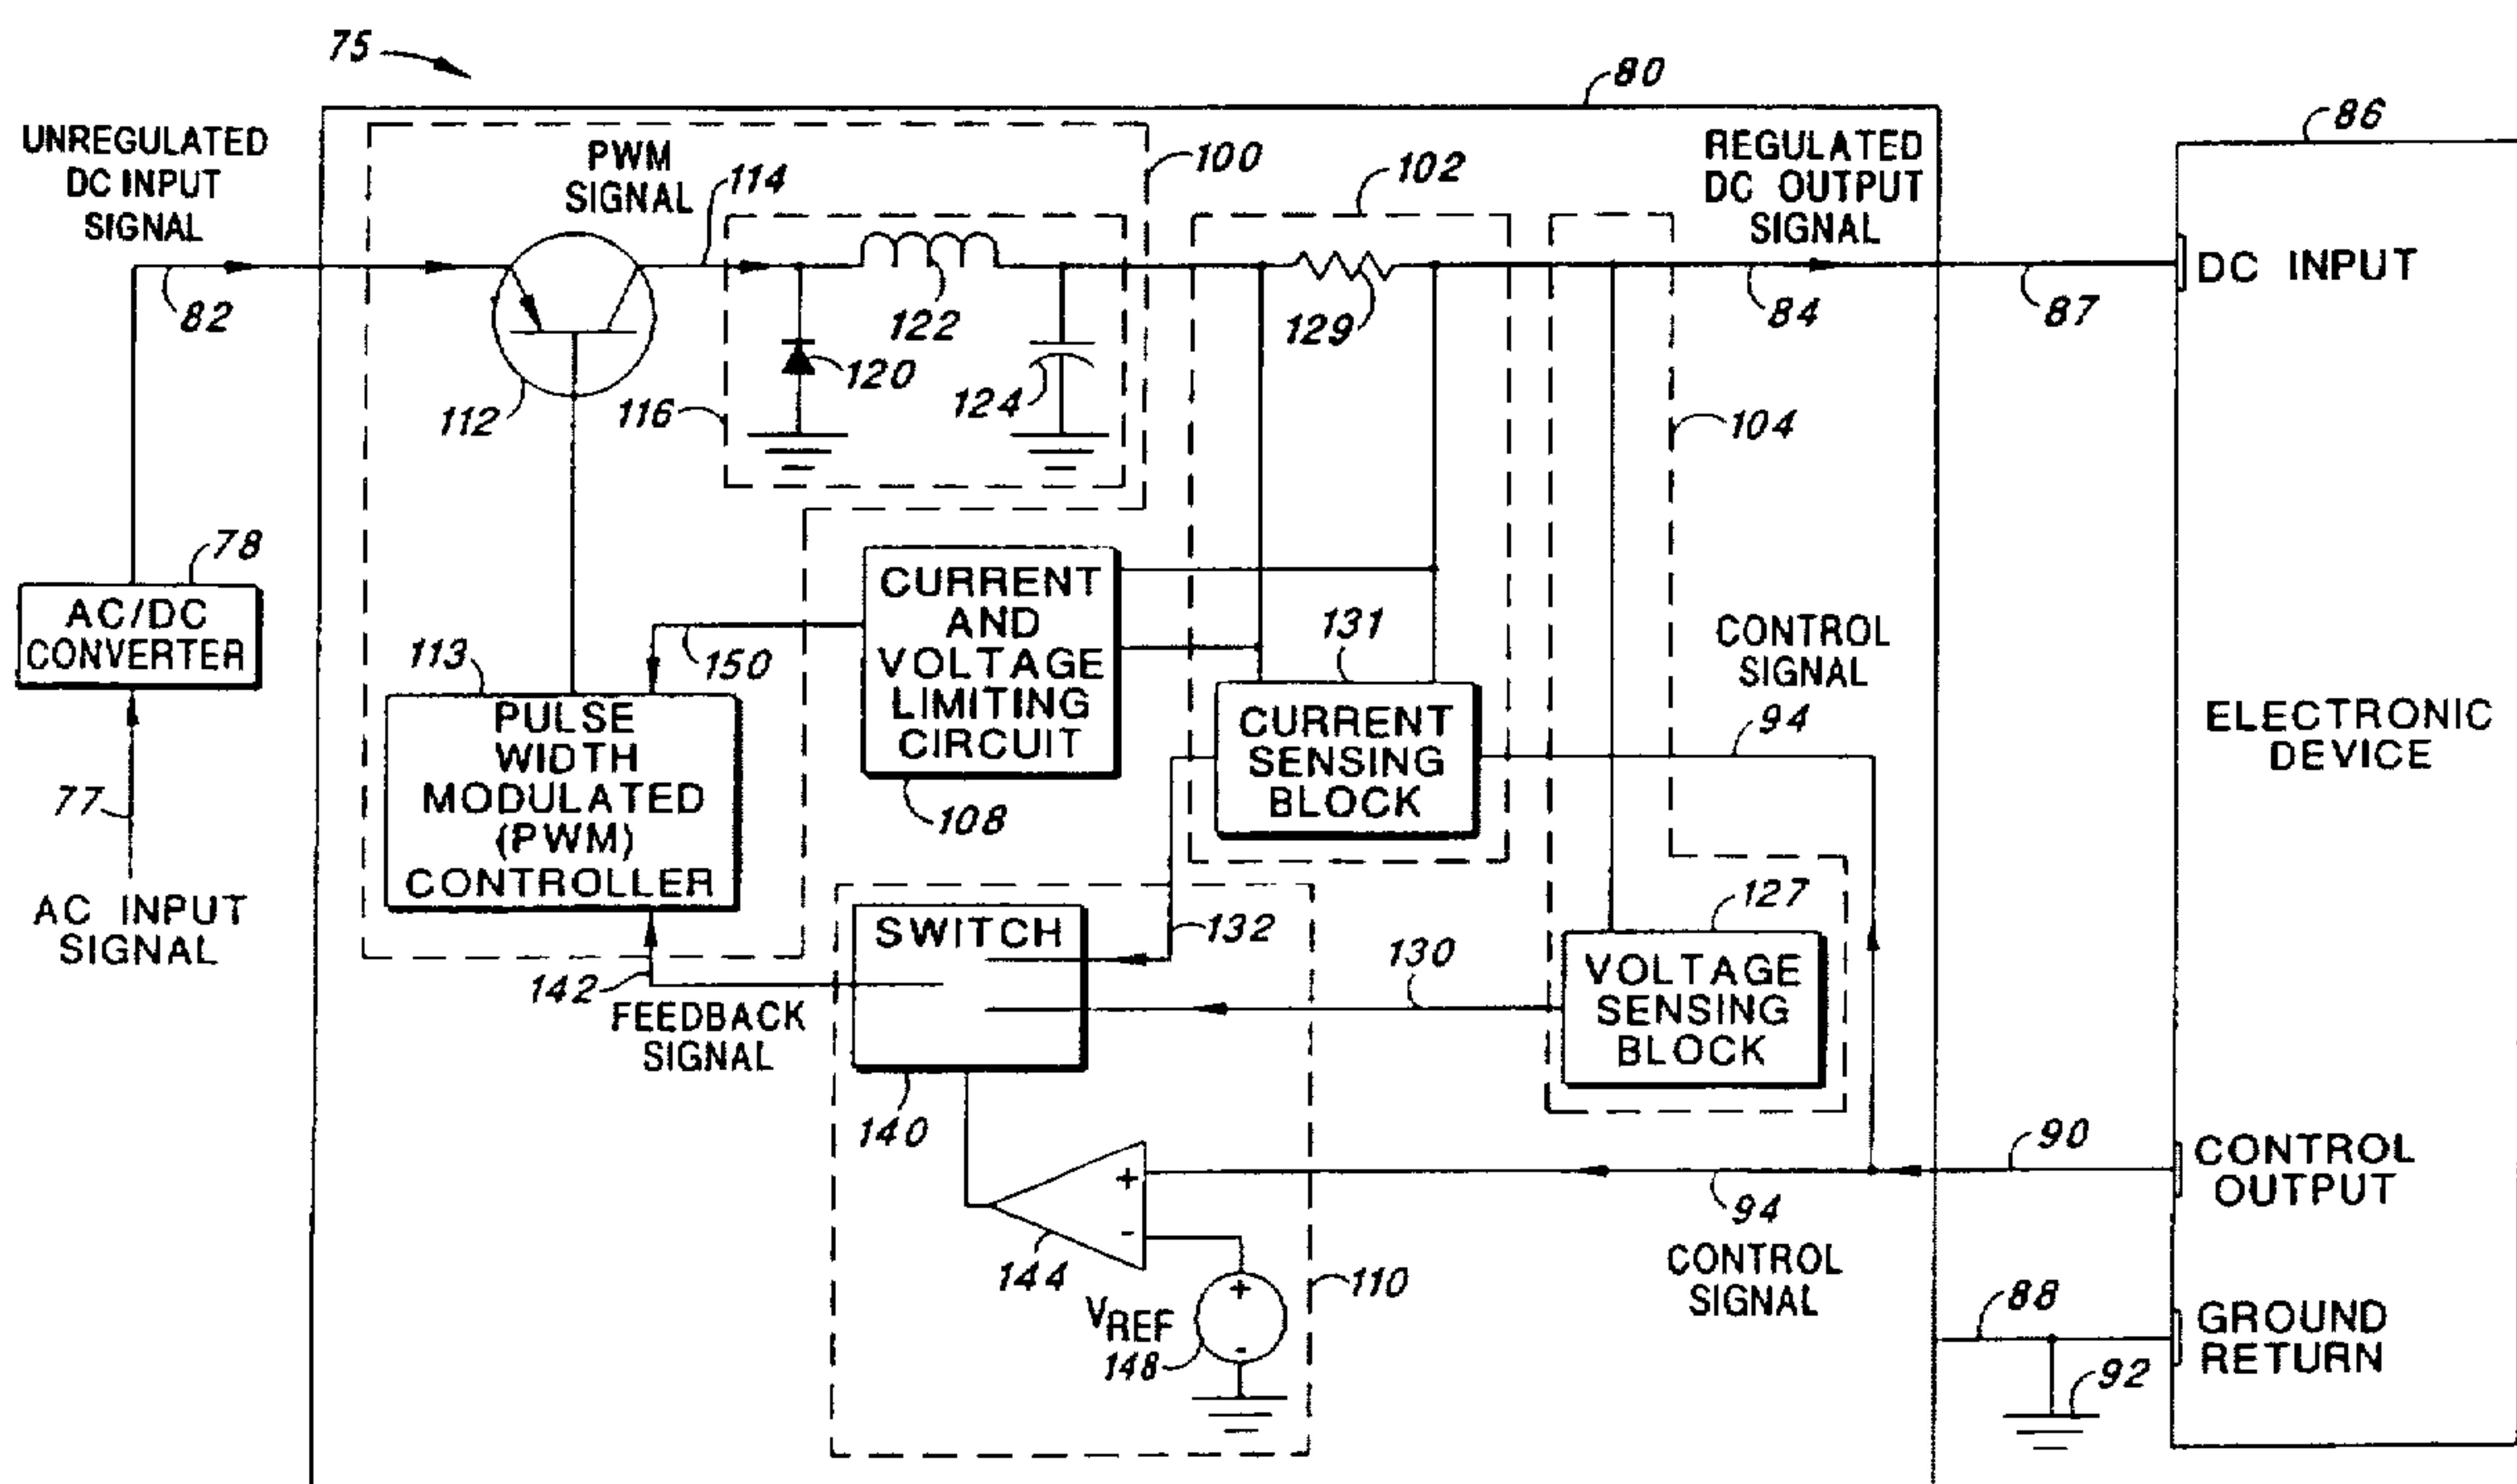 75
80
86
UNREGULATED
DC INPUT
SIGNAL
PWM
SIGNAL
114
100
102
REGULATED
DC OUTPUT
SIGNAL
82
112
116
120
122
124
129
104
84
87
DC INPUT
78
AC/DC
CONVERTER
77
AC INPUT
SIGNAL
113
PULSE
WIDTH
MODULATED
(PWM)
CONTROLLER
150
CURRENT
AND
VOLTAGE
LIMITING
CIRCUIT
108
131
CURRENT
SENSING
BLOCK
CONTROL
SIGNAL
94
ELECTRONIC
DEVICE
142
FEEDBACK
SIGNAL
SWITCH
140
132
130
127
VOLTAGE
SENSING
BLOCK
+
-
144
VREF
148
+
-
110
94
CONTROL
SIGNAL
90
CONTROL
OUTPUT
88
92
GROUND
RETURN